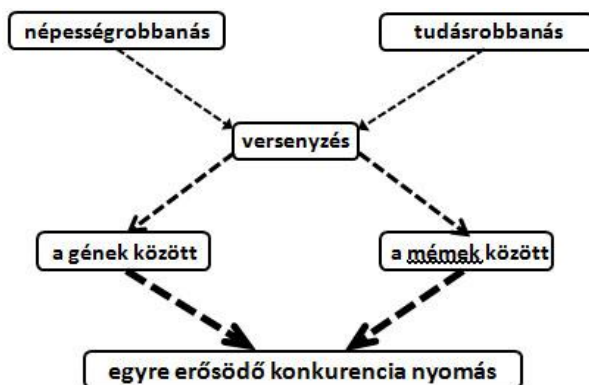 népességrobbanás
tudásrobbanás
versenyzés
a gének között
a mémek között
egyre erősödő konkurencia nyomás